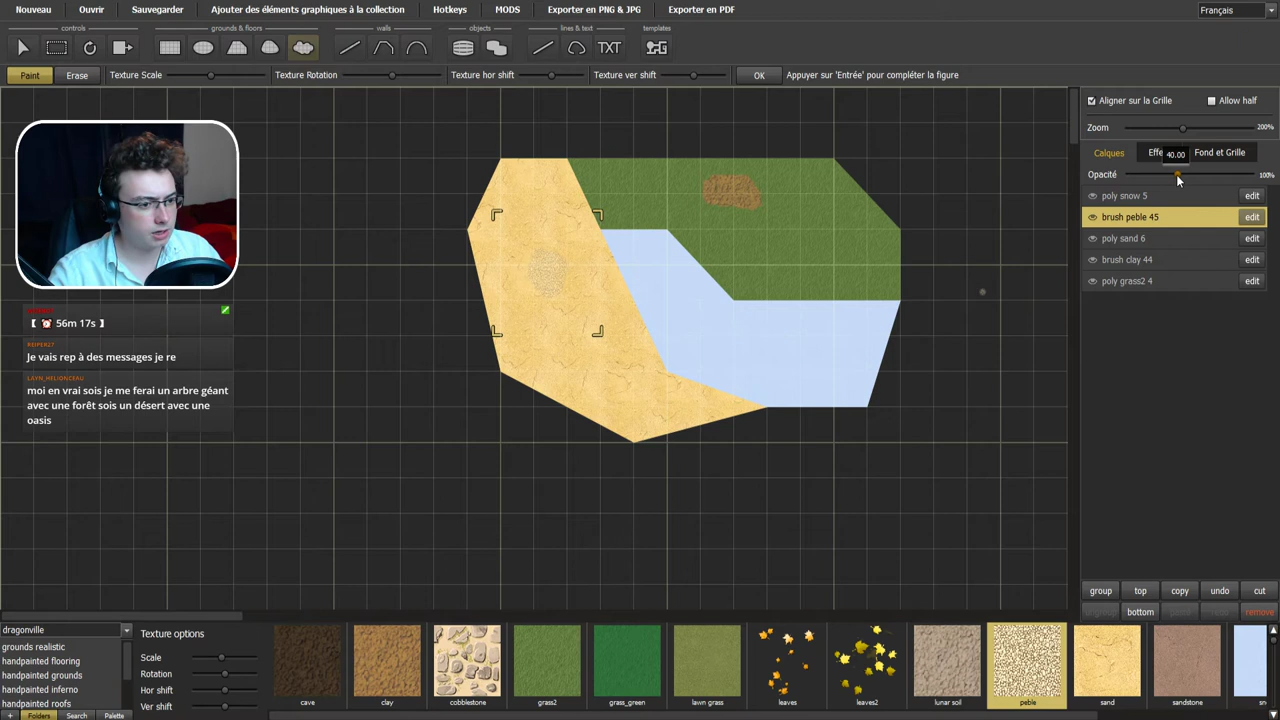 Nouveau Ouvrir Sauvegarder Ajouter des éléments graphiques à la collection Hotkeys MODS Exporter en PNG & JPG Exporter en PDF Français
controls grounds & floors walls objects lines & text templates
TXT
Paint Erase Texture Scale Texture Rotation Texture hor shift Texture ver shift OK Appuyer sur 'Entrée' pour compléter la figure
Aligner sur la Grille Allow half
Zoom 200%
Calques Effe 40.00 Fond et Grille
Opacité 100%
poly snow 5 edit
brush peble 45 edit
poly sand 6 edit
brush clay 44 edit
poly grass2 4 edit
【 ⏰ 56m 17s 】
REIPER27
Je vais rep à des messages je re
LAYN_HELIONCEAU
moi en vrai sois je me ferai un arbre géant
avec une forêt sois un désert avec une
oasis
group top copy undo cut
bottom remove
dragonville
grounds realistic
handpainted flooring
handpainted grounds
handpainted inferno
handpainted roofs
+ Folders Search Palette
Texture options
Scale
Rotation
Hor shift
Ver shift
cave clay cobblestone grass2 grass_green lawn grass leaves leaves2 lunar soil peble sand sandstone sn